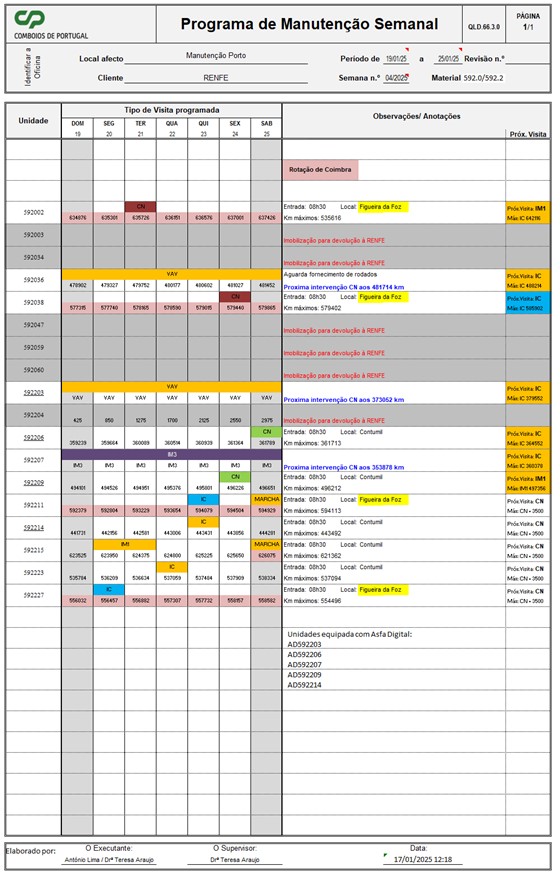 CP
COMBOIOS DE PORTUGAL
Programa de Manutenção Semanal
QLD.66.3.0
PÁGINA
1/1
Identificar a Oficina
Local afecto Manutenção Porto Periodo de 19/01/25 a 25/01/25 Revisão n.º
Cliente RENFE Semana n.º 04/2025 Material 592.0/592.2
Unidade Tipo de Visita programada Observações/ Anotações Próx. Visita
DOM SEG TER QUA QUI SEX SAB
19 20 21 22 23 24 25
Rotação de Coimbra
CN Entrada: 08h30 Local: Figueira da Foz Próx.Visita: IM1
592002 634876 635301 635726 636151 636576 637001 637426 Km máximos: 535616 Máx: IC 642116
592003 Imobilização para devolução à RENFE
592034 Imobilização para devolução à RENFE
VAV Aguarda fornecimento de rodados Próx.Visita: IC
592036 478902 479327 479752 480177 480602 481027 481452 Proxima intervenção CN aos 481714 km Máx: IC 488214
CN Entrada: 08h30 Local: Figueira da Foz Próx.Visita: IC
592038 577315 577740 578165 578590 579015 579440 579865 Km máximos: 579402 Máx: IC 585902
592047 Imobilização para devolução à RENFE
592059 Imobilização para devolução à RENFE
592060 Imobilização para devolução à RENFE
VAV Próx.Visita: IC
592203 VAV VAV VAV VAV VAV VAV VAV Proxima intervenção CN aos 373052 km Máx: IC 379552
592204 425 850 1275 1700 2125 2550 2975 Imobilização para devolução à RENFE
CN Entrada: 08h30 Local: Contumil Próx.Visita: IC
592206 359239 359664 360089 360514 360939 361364 361789 Km máximos: 361713 Máx: IC 364552
IM3 Próx.Visita: IC
592207 IM3 IM3 IM3 IM3 IM3 IM3 IM3 Proxima intervenção CN aos 353878 km Máx: IC 360378
CN Entrada: 08h30 Local: Contumil Próx.Visita: IM1
592209 494101 494526 494951 495376 495801 496226 496651 Km máximos: 496212 Máx: IM1 497356
IC MARCHA Entrada: 08h30 Local: Figueira da Foz Próx.Visita: CN
592211 592379 592804 593229 593654 594079 594504 594929 Km máximos: 594113 Máx: CN + 3500
IC Entrada: 08h30 Local: Contumil Próx.Visita: CN
592214 441731 442156 442581 443006 443431 443856 444281 Km máximos: 443492 Máx: CN + 3500
IM1 MARCHA Entrada: 08h30 Local: Contumil Próx.Visita: CN
592215 623525 623950 624375 624800 625225 625650 626075 Km máximos: 621362 Máx: CN + 3500
IC Entrada: 08h30 Local: Contumil Próx.Visita: CN
592223 535784 536209 536634 537059 537484 537909 538334 Km máximos: 537094 Máx: CN + 3500
IC Entrada: 08h30 Local: Figueira da Foz Próx.Visita: CN
592227 556032 556457 556882 557307 557732 558157 558582 Km máximos: 554496 Máx: CN + 3500
Unidades equipada com Asfa Digital:
AD592203
AD592206
AD592207
AD592209
AD592214
Elaborado por: O Executante: O Supervisor: Data:
António Lima / Drª Teresa Araujo Drª Teresa Araujo 17/01/2025 12:18